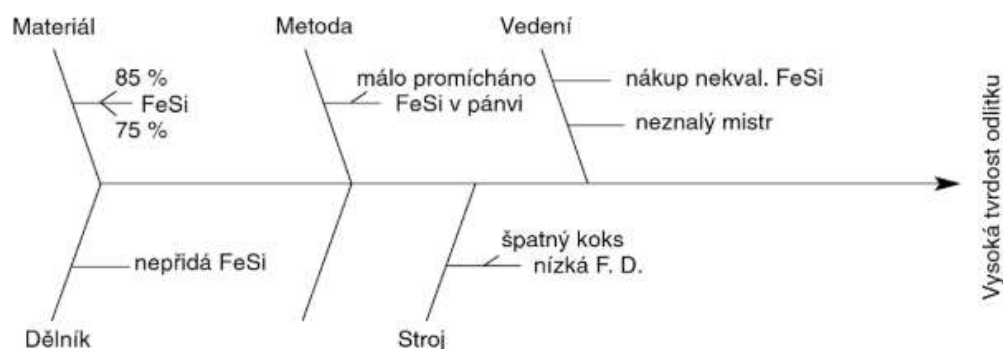 Materiál
85 %
FeSi
75 %
Metoda
málo promícháno
FeSi v pánvi
Vedení
nákup nekval. FeSi
neznalý mistr
nepřidá FeSi
Dělník
špatný koks
nízká F. D.
Stroj
Vysoká tvrdost odlitku